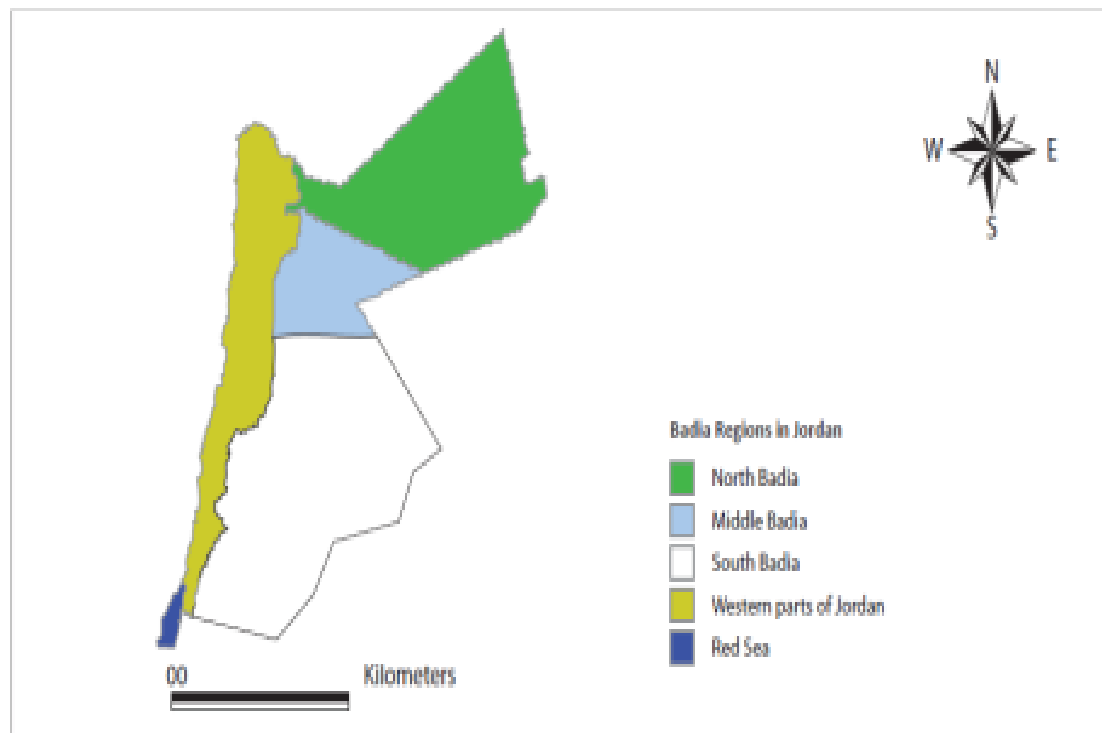 N
W E
S
Badia Regions in Jordan
North Badia
Middle Badia
South Badia
Western parts of Jordan
Red Sea
00 Kilometers